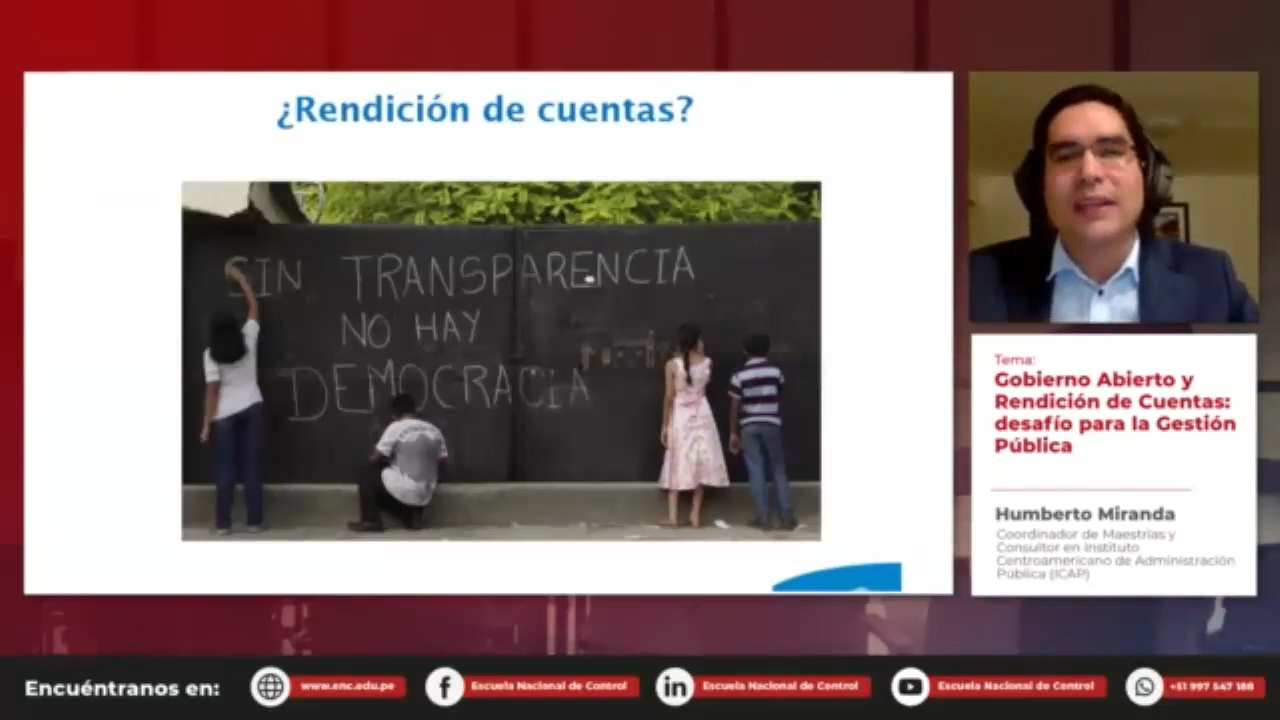 ¿Rendición de cuentas?
SIN TRANSPARENCIA
NO HAY
DEMOCRACIA
Tema:
Gobierno Abierto y
Rendición de Cuentas:
desafío para la Gestión
Pública
Humberto Miranda
Coordinador de Maestrías y
Consultor en Instituto
Centroamericano de Administración
Pública (ICAP)
Encuéntranos en:
www.enc.edu.pe
Escuela Nacional de Control
Escuela Nacional de Control
Escuela Nacional de Control
+51 997 547 188